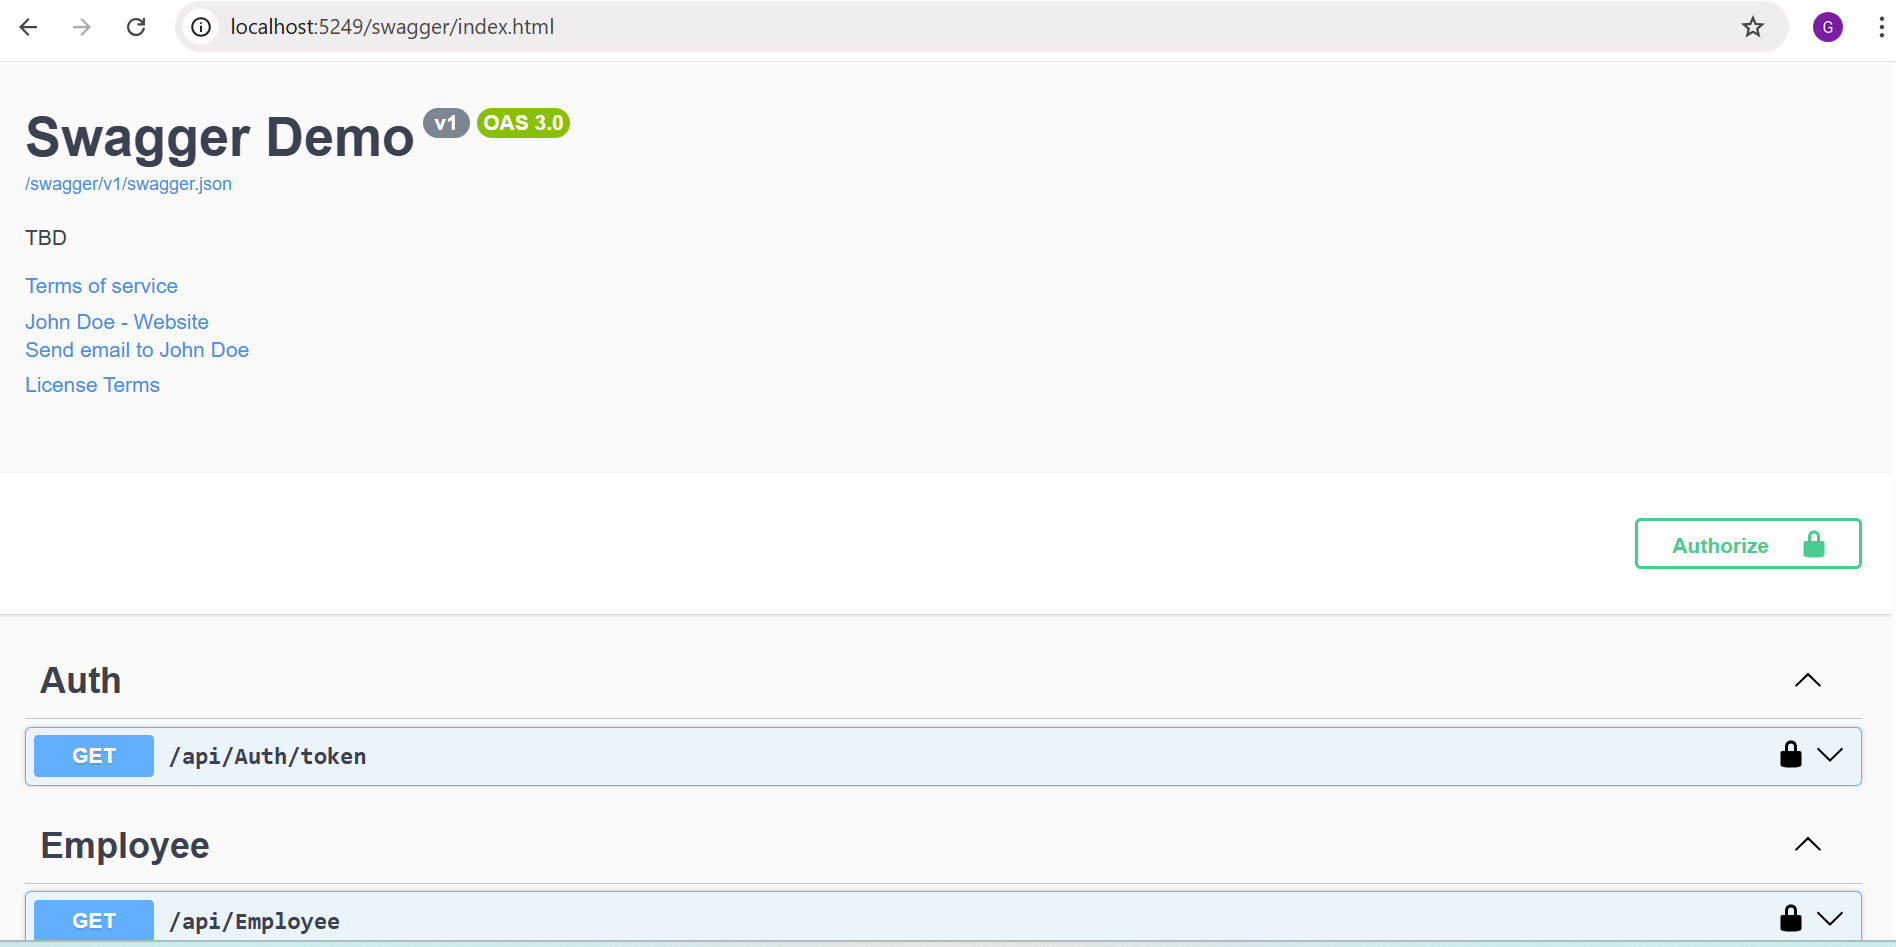 localhost:5249/swagger/index.html
G
Swagger Demo v1 OAS 3.0
/swagger/v1/swagger.json
TBD
Terms of service
John Doe - Website
Send email to John Doe
License Terms
Authorize
Auth
GET /api/Auth/token
Employee
GET /api/Employee